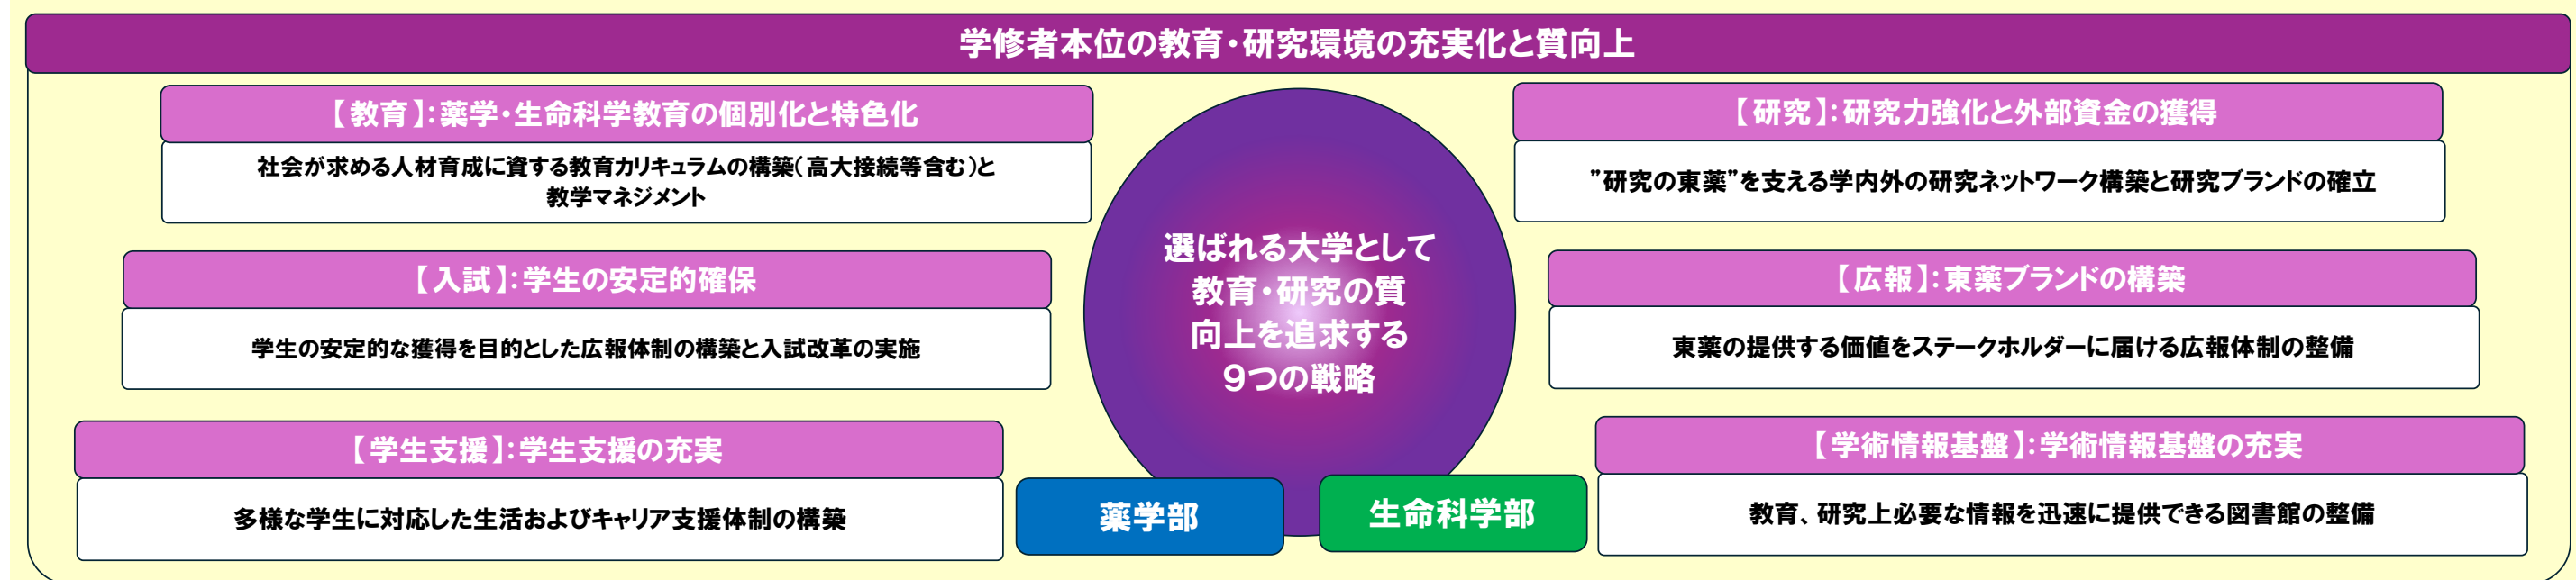 学修者本位の教育・研究環境の充実化と質向上
【教育】:薬学・生命科学教育の個別化と特色化
社会が求める人材育成に資する教育カリキュラムの構築(高大接続等含む)と
教学マネジメント
【入試】:学生の安定的確保
学生の安定的な獲得を目的とした広報体制の構築と入試改革の実施
【学生支援】:学生支援の充実
多様な学生に対応した生活およびキャリア支援体制の構築
選ばれる大学として
教育・研究の質
向上を追求する
9つの戦略
薬学部
生命科学部
【研究】:研究力強化と外部資金の獲得
”研究の東薬”を支える学内外の研究ネットワーク構築と研究ブランドの確立
【広報】:東薬ブランドの構築
東薬の提供する価値をステークホルダーに届ける広報体制の整備
【学術情報基盤】:学術情報基盤の充実
教育、研究上必要な情報を迅速に提供できる図書館の整備